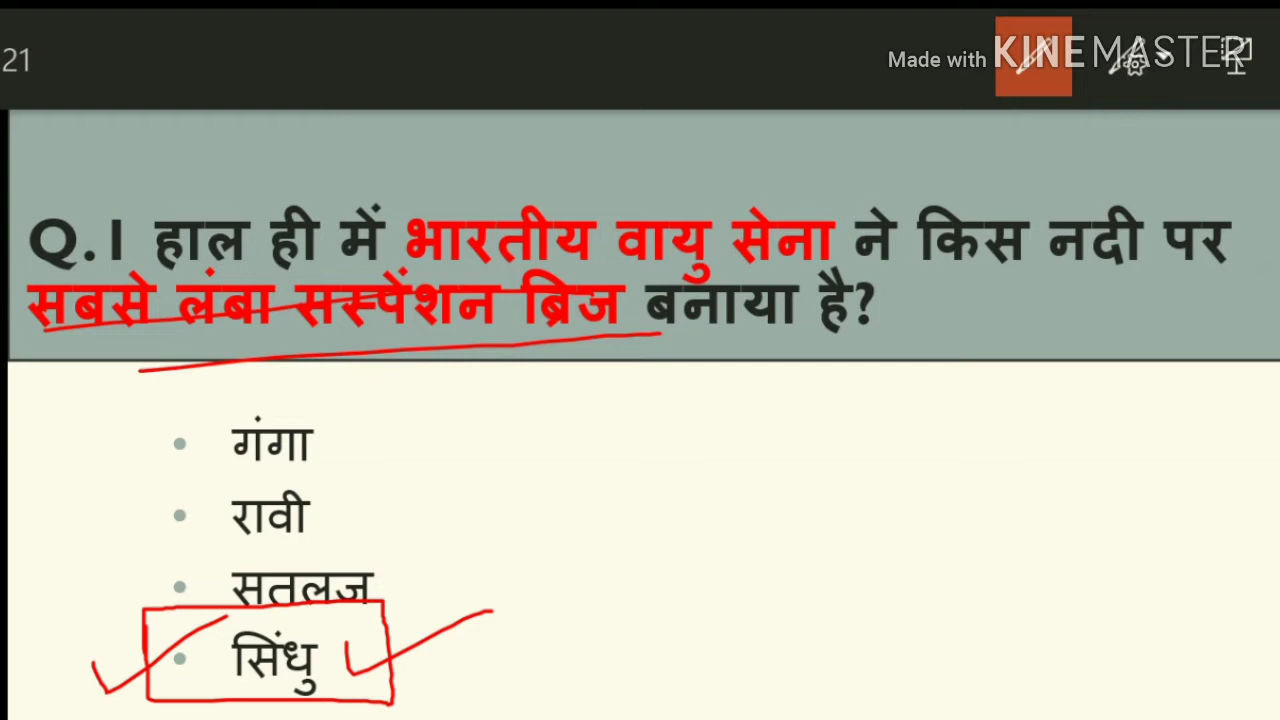 21
Made with KINEMASTER
Q.1 हाल ही में भारतीय वायु सेना ने किस नदी पर
सबसे लंबा सस्पेंशन ब्रिज बनाया है?
• गंगा
• रावी
• सतलज
• सिंधु